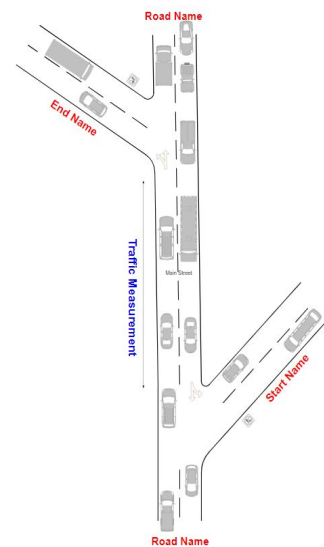 Road Name
End Name
Traffic Measurement
Main Street
Start Name
Road Name